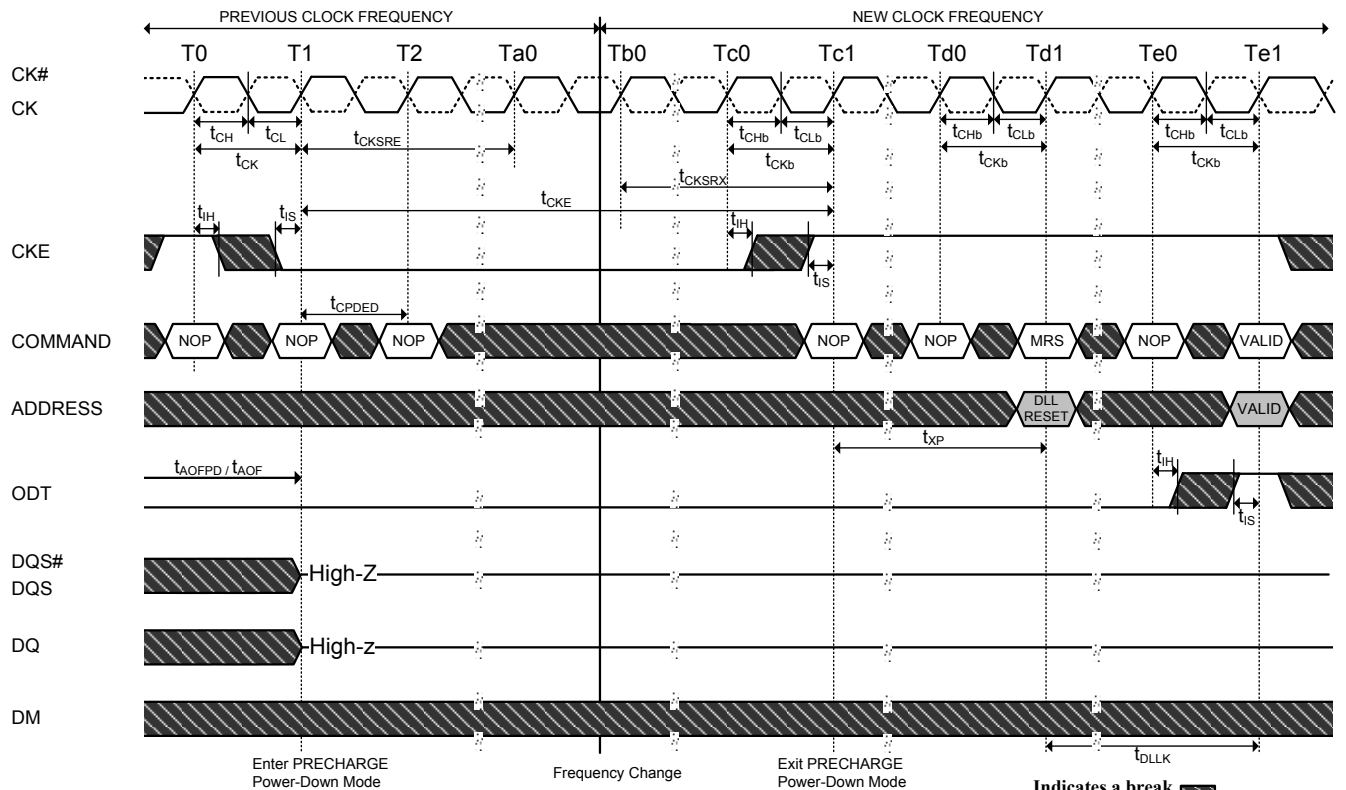 PREVIOUS CLOCK FREQUENCY NEW CLOCK FREQUENCY
T0 T1 T2 Ta0 Tb0 Tc0 Tc1 Td0 Td1 Te0 Te1
CK#
CK
tCH tCL tCHb tCLb tCHb tCLb tCHb tCLb
tCK tCKSRE tCKb tCKb tCKb
tCKSRX
tCKE
tIH tIS tIH
CKE
tIS
tCPDED
COMMAND NOP NOP NOP NOP NOP MRS NOP VALID
ADDRESS DLL RESET VALID
tXP
tAOFPD / tAOF tIH
ODT
tIS
DQS#
DQS High-Z
DQ High-z
DM
tDLLK
Enter PRECHARGE
Power-Down Mode
Frequency Change
Exit PRECHARGE
Power-Down Mode
Indicates a break